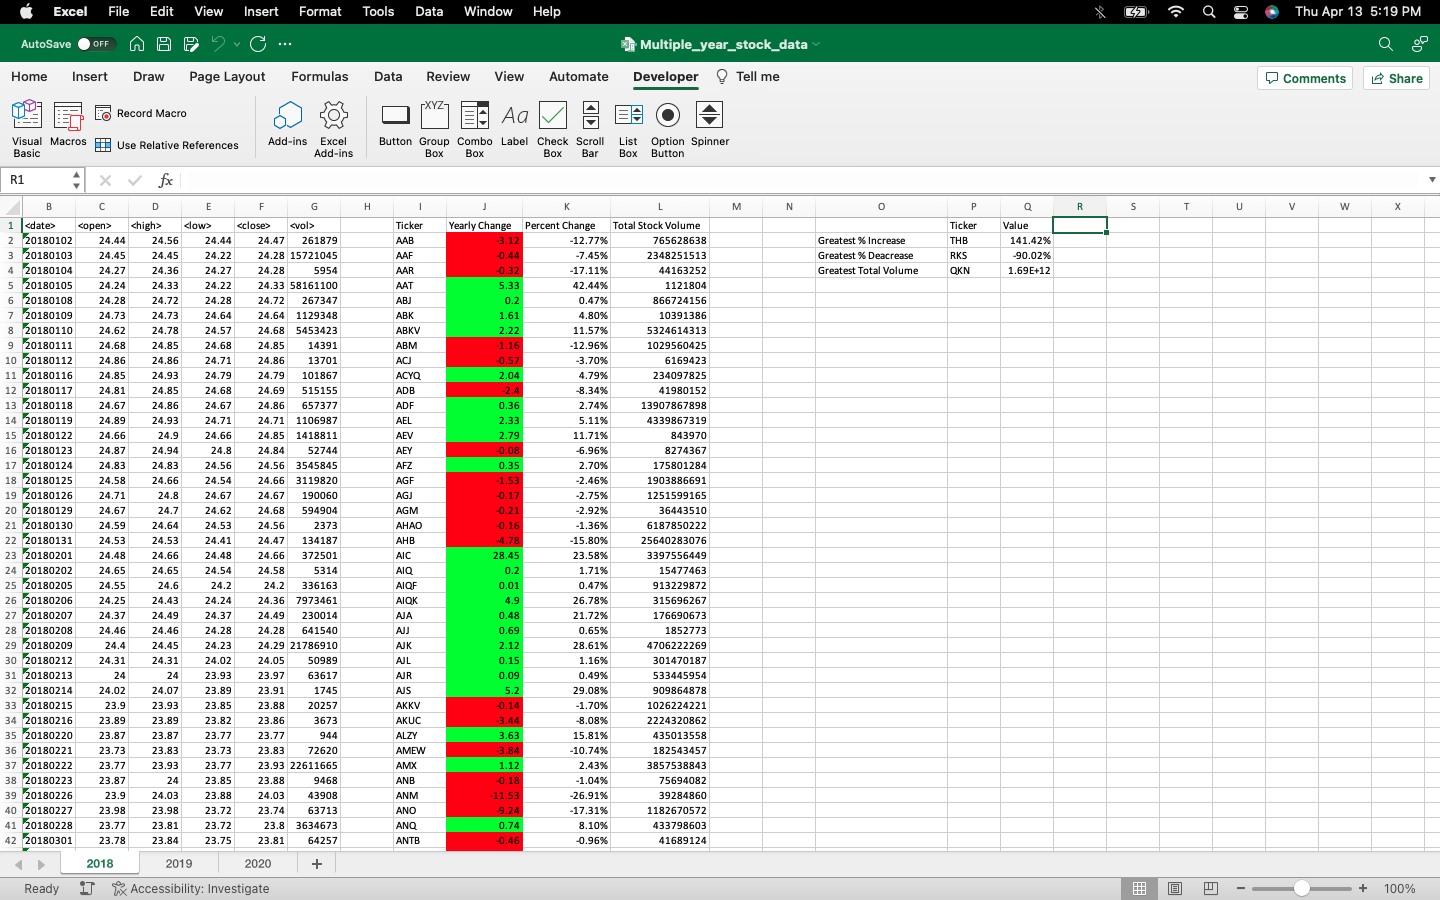 Excel File Edit View Insert Format Tools Data Window Help Thu Apr 13 5:19 PM
AutoSave OFF Multiple_year_stock_data
Home Insert Draw Page Layout Formulas Data Review View Automate Developer Tell me Comments Share
Visual Basic Macros Record Macro Use Relative References Add-ins Excel Add-ins Button Group Box Combo Box Label Check Box Scroll Bar List Box Option Button Spinner
R1 fx
B C D E F G H I J K L M N O P Q R S T U V W X
1 <date> <open> <high> <low> <close> <vol> Ticker Yearly Change Percent Change Total Stock Volume Ticker Value
2 20180102 24.44 24.56 24.44 24.47 261879 AAB -3.12 -12.77% 765628638 Greatest % Increase THB 141.42%
3 20180103 24.45 24.45 24.22 24.28 15721045 AAF -0.44 -7.45% 2348251513 Greatest % Deacrease RKS -90.02%
4 20180104 24.27 24.36 24.27 24.28 5954 AAR -0.32 -17.11% 44163252 Greatest Total Volume QKN 1.69E+12
5 20180105 24.24 24.33 24.22 24.33 58161100 AAT 5.33 42.44% 1121804
6 20180108 24.28 24.72 24.28 24.72 267347 ABJ 0.2 0.47% 866724156
7 20180109 24.73 24.73 24.64 24.64 1129348 ABK 1.61 4.80% 10391386
8 20180110 24.62 24.78 24.57 24.68 5453423 ABKV 2.22 11.57% 5324614313
9 20180111 24.68 24.85 24.68 24.85 14391 ABM -1.16 -12.96% 1029560425
10 20180112 24.86 24.86 24.71 24.86 13701 ACJ -0.57 -3.70% 6169423
11 20180116 24.85 24.93 24.79 24.79 101867 ACYQ 2.04 4.79% 234097825
12 20180117 24.81 24.85 24.68 24.69 515155 ADB -2.4 -8.34% 41980152
13 20180118 24.67 24.86 24.67 24.86 657377 ADF 0.36 2.74% 13907867898
14 20180119 24.89 24.93 24.71 24.71 1106987 AEL 2.33 5.11% 4339867319
15 20180122 24.66 24.9 24.66 24.85 1418811 AEV 2.79 11.71% 843970
16 20180123 24.87 24.94 24.8 24.84 52744 AEY -0.08 -6.96% 8274367
17 20180124 24.83 24.83 24.56 24.56 3545845 AFZ 0.35 2.70% 175801284
18 20180125 24.58 24.66 24.54 24.66 3119820 AGF -1.53 -2.46% 1903886691
19 20180126 24.71 24.8 24.67 24.67 190060 AGJ -0.17 -2.75% 1251599165
20 20180129 24.67 24.7 24.62 24.68 594904 AGM -0.21 -2.92% 36443510
21 20180130 24.59 24.64 24.53 24.56 2373 AHAO -0.16 -1.36% 6187850222
22 20180131 24.53 24.53 24.41 24.47 134187 AHB -4.78 -15.80% 25640283076
23 20180201 24.48 24.66 24.48 24.66 372501 AIC 28.45 23.58% 3397556449
24 20180202 24.65 24.65 24.54 24.58 5314 AIQ 0.2 1.71% 15477463
25 20180205 24.55 24.6 24.2 24.2 336163 AIQF 0.01 0.47% 913229872
26 20180206 24.25 24.43 24.24 24.36 7973461 AIQK 4.9 26.78% 315696267
27 20180207 24.37 24.49 24.37 24.49 230014 AJA 0.48 21.72% 176690673
28 20180208 24.46 24.46 24.28 24.28 641540 AJJ 0.69 0.65% 1852773
29 20180209 24.4 24.45 24.23 24.29 21786910 AJK 2.12 28.61% 4706222269
30 20180212 24.31 24.31 24.02 24.05 50989 AJL 0.15 1.16% 301470187
31 20180213 24 24 23.93 23.97 63617 AJR 0.09 0.49% 533445954
32 20180214 24.02 24.07 23.89 23.91 1745 AJS 5.2 29.08% 909864878
33 20180215 23.9 23.93 23.85 23.88 20257 AKKV -0.14 -1.70% 1026224221
34 20180216 23.89 23.89 23.82 23.86 3673 AKUC -3.44 -8.08% 2224320862
35 20180220 23.87 23.87 23.77 23.77 944 ALZY 3.63 15.81% 435013558
36 20180221 23.73 23.83 23.73 23.83 72620 AMEW -3.84 -10.74% 182543457
37 20180222 23.77 23.93 23.77 23.93 22611665 AMX 1.12 2.43% 3857538843
38 20180223 23.87 24 23.85 23.88 9468 ANB -0.18 -1.04% 75694082
39 20180226 23.9 24.03 23.88 24.03 43908 ANM -11.53 -26.91% 39284860
40 20180227 23.98 23.98 23.72 23.74 63713 ANO -9.24 -17.31% 1182670572
41 20180228 23.77 23.81 23.72 23.8 3634673 ANQ 0.74 8.10% 433798603
42 20180301 23.78 23.84 23.75 23.81 64257 ANTB -0.46 -0.96% 41689124
2018 2019 2020 +
Ready Accessibility: Investigate 100%